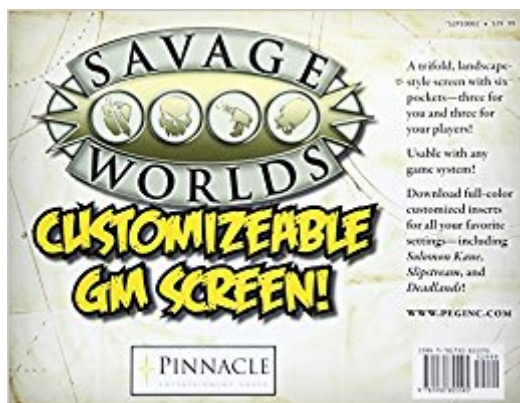 SAVAGE
WORLDS
CUSTOMIZEABLE
GM SCREEN!
A trifold, landscape-
style screen with six
pockets—three for
you and three for
your players!
Usable with any
game system!
Download full-color
customized inserts
for all your favorite
settings—including
Solomon Kane,
Slipstream, and
Deadlands!
WWW.PEGINC.COM
PINNACLE
ENTERTAINMENT GROUP